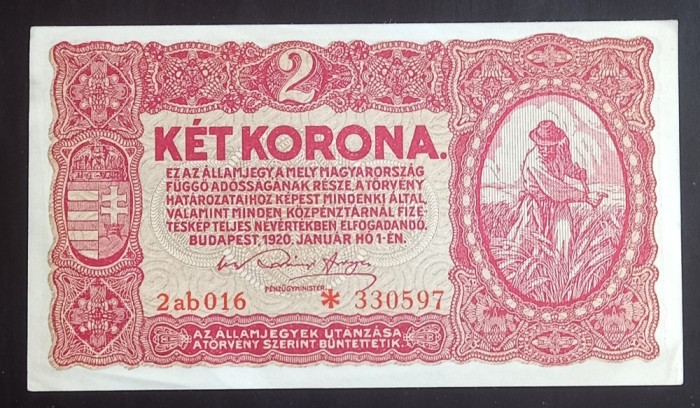 2
KÉT KORONA.
EZ AZ ÁLLAMJEGY, A MELY MAGYARORSZÁG
FÜGGŐ ADÓSSÁGÁNAK RÉSZE, A TÖRVÉNY
HATÁROZATAIHOZ KÉPEST MINDENKI ÁLTAL,
VALAMINT MINDEN KÖZPÉNZTÁRNÁL FIZE-
TÉSKÉP TELJES NÉVÉRTÉKBEN ELFOGADANDÓ.
BUDAPEST, 1920. JANUÁR HÓ 1-ÉN.
PÉNZÜGYMINISTER.
2ab016 * 330597
AZ ÁLLAMJEGYEK UTÁNZÁSA
A TÖRVÉNY SZERINT BÜNTETTETIK.